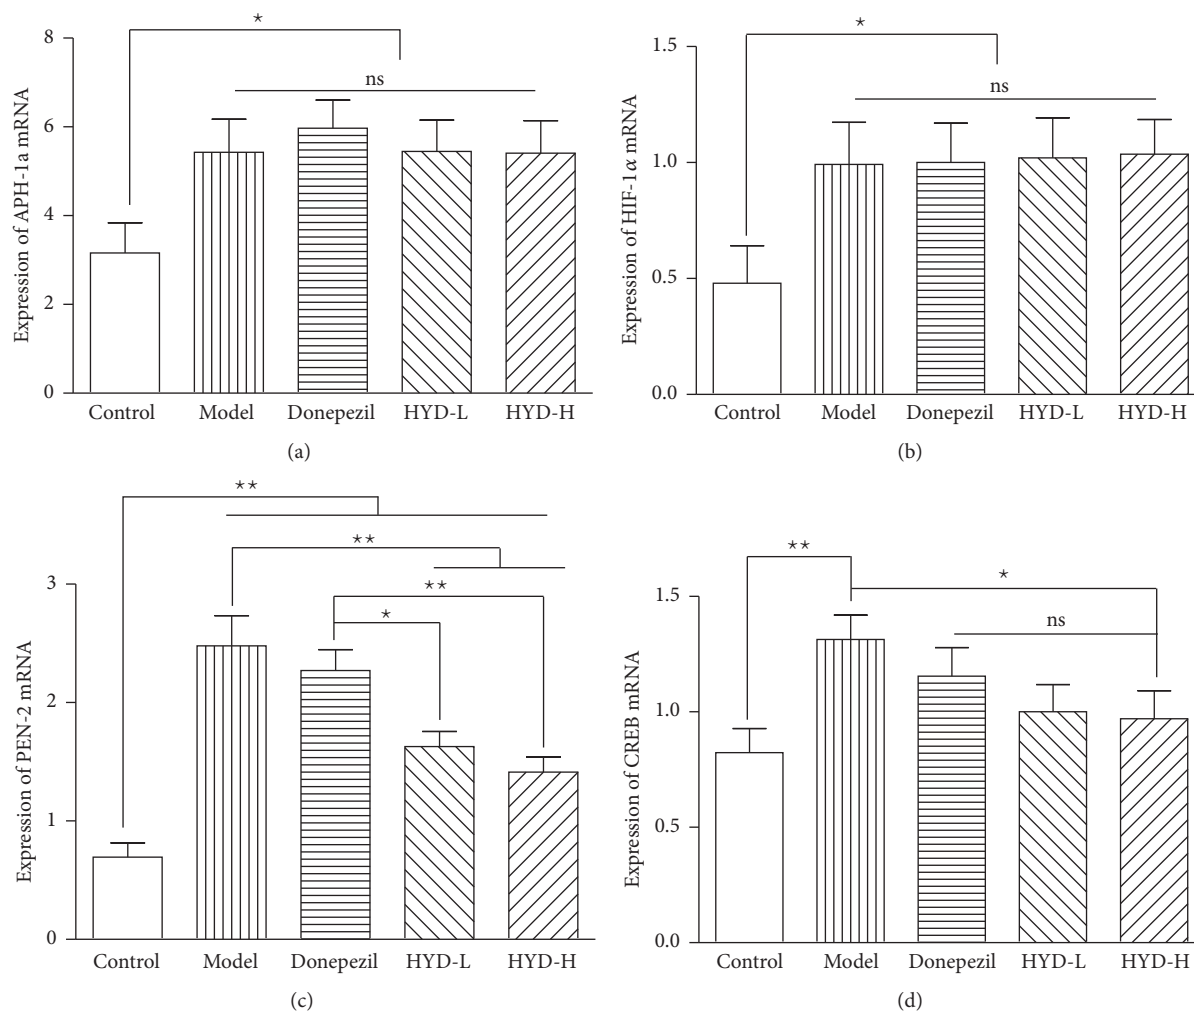 *
8
ns
6
4
2
0
Expression of APH-1a mRNA
Control Model Donepezil HYD-L HYD-H
(a)
*
1.5
ns
1.0
0.5
0.0
Expression of HIF-1α mRNA
Control Model Donepezil HYD-L HYD-H
(b)
**
**
**
*
3
2
1
0
Expression of PEN-2 mRNA
Control Model Donepezil HYD-L HYD-H
(c)
**
*
ns
1.5
1.0
0.5
0.0
Expression of CREB mRNA
Control Model Donepezil HYD-L HYD-H
(d)